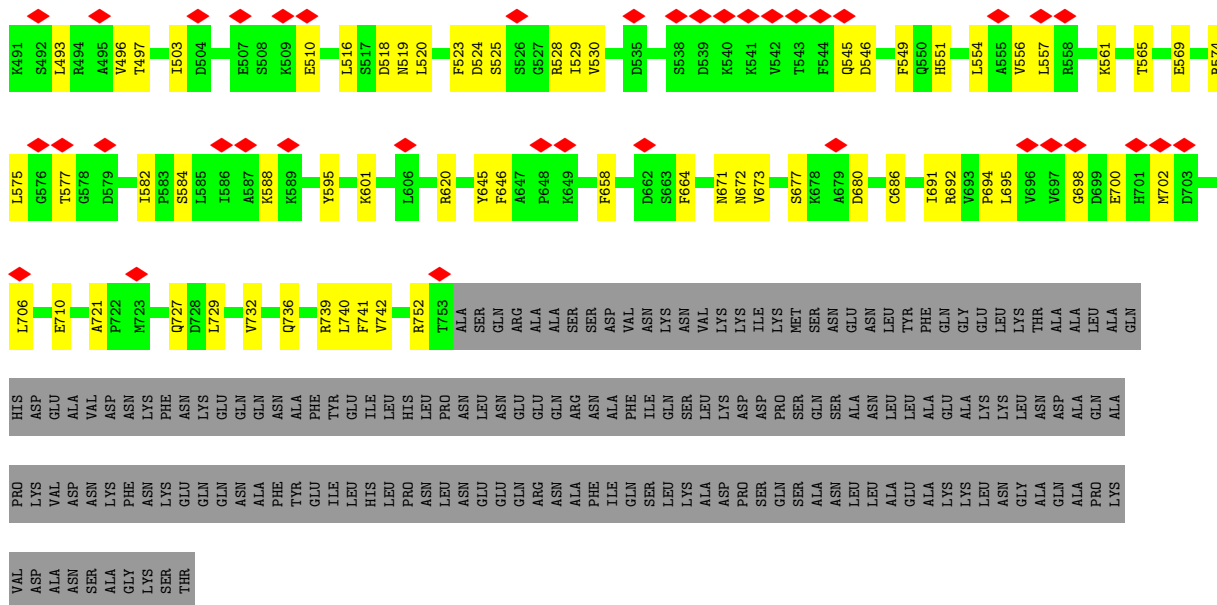 K491 S492 L493 R494 A495 V496 T497 I503 D504 E507 S508 K509 E510 L516 S517 D518 N519 L520 F523 D524 S525 S526 G527 R528 I529 V530 D535 S538 D539 K540 K541 V542 T543 F544 Q545 D546 F549 Q550 H551 L554 A555 V556 L557 R558 K561 T565 E569 R574
L575 G576 T577 G578 D579 I582 P583 S584 L585 I586 A587 K588 K589 Y595 K601 L606 R620 Y645 F646 A647 P648 K649 F658 D662 S663 F664 N671 N672 V673 S677 K678 A679 D680 C686 I691 R692 V693 P694 L695 V696 V697 G698 D699 E700 H701 M702 D703
L706 E710 A721 P722 M723 Q727 D728 L729 V732 Q736 R739 L740 F741 V742 R752 T753 ALA SER GLN ARG ALA ALA SER SER ASP VAL ASN LYS ASN VAL LYS LYS ILE LYS MET SER ASN GLU ASN LEU TYR PHE GLN GLY GLU LEU LYS THR ALA ALA LEU ALA GLN
HIS ASP GLU ALA VAL ASP ASN LYS PHE ASN LYS GLU GLN GLN ASN ALA PHE TYR GLU ILE LEU HIS LEU PRO ASN LEU ASN GLU GLU GLN ARG ASN ALA PHE ILE GLN SER LEU LYS ASP ASP PRO SER GLN SER ALA ASN LEU LEU ALA GLU ALA LYS LYS LEU ASN ASP ALA GLN ALA
PRO LYS VAL ASP ASN LYS PHE ASN LYS GLU GLN GLN ASN ALA PHE TYR GLU ILE LEU HIS LEU PRO ASN LEU ASN GLU GLU GLN ARG ASN ALA PHE ILE GLN SER LEU LYS ALA ASP PRO SER GLN SER ALA ASN LEU LEU ALA GLU ALA LYS LYS LEU ASN GLY ALA GLN ALA PRO LYS
VAL ASP ALA ASN SER ALA GLY LYS SER THR